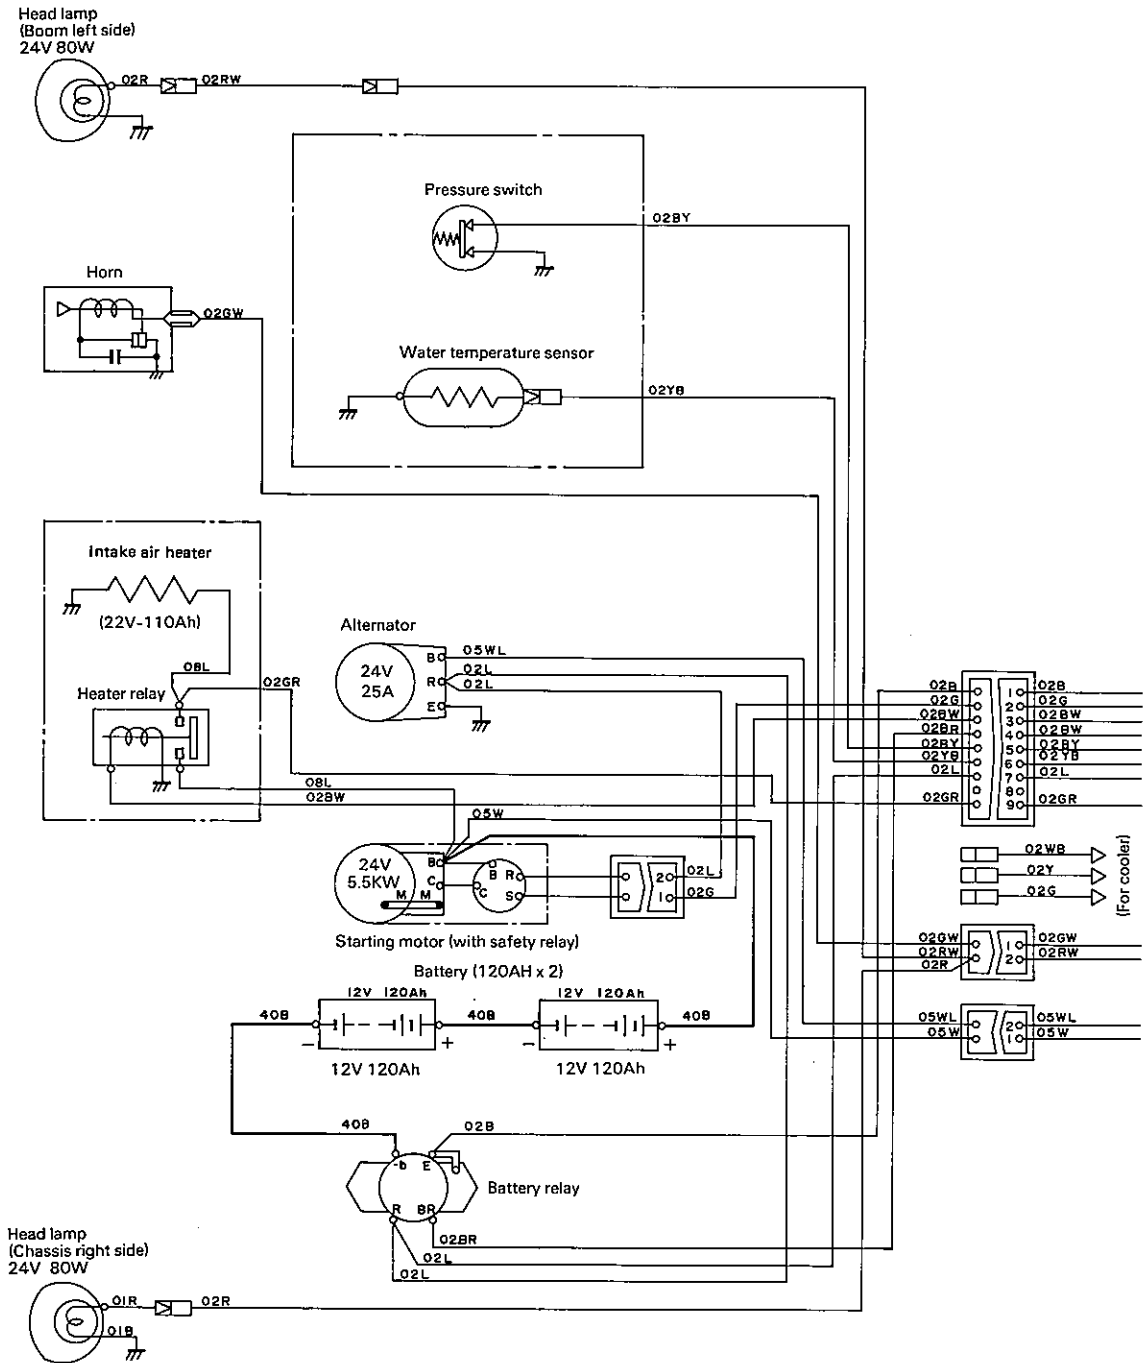 Head lamp
(Boom left side)
24V 80W
02R
02RW
Pressure switch
02BY
Horn
02GW
Water temperature sensor
02YB
Intake air heater
(22V-110Ah)
08L
Heater relay
02GR
08L
02BW
Alternator
24V
25A
B
R
E
05WL
02L
02L
05W
24V
5.5KW
M M
B
C
B
C
R
S
2
1
02L
02G
Starting motor (with safety relay)
Battery (120AH x 2)
12V 120Ah
12V 120Ah
40B
40B
40B
- +
- +
12V 120Ah
12V 120Ah
40B
02B
-b E
R BR
Battery relay
02BR
02L
02L
Head lamp
(Chassis right side)
24V 80W
01R
02R
01B
02B 1 02B
02G 2 02G
02BW 3 02BW
02BR 4 02BW
02BY 5 02BY
02YB 6 02YB
02L 7 02L
8
02GR 9 02GR
02WB
02Y
02G
(For cooler)
02GW 1 02GW
02RW 2 02RW
02R
05WL 2 05WL
05W 1 05W